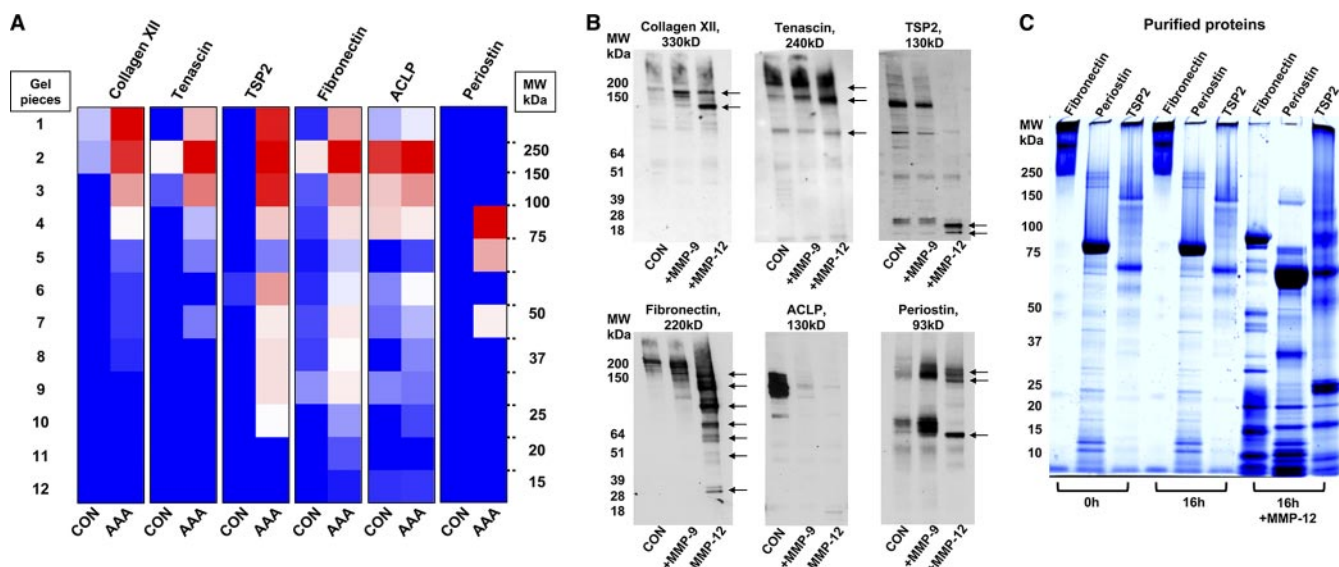 A
Collagen XII
Tenascin
TSP2
Fibronectin
ACLP
Periostin
Gel
pieces
MW
kDa
1
2
3
4
5
6
7
8
9
10
11
12
250
150
100
75
50
37
25
20
15
CON
AAA
CON
AAA
CON
AAA
CON
AAA
CON
AAA
CON
AAA
B
Collagen XII,
330kD
Tenascin,
240kD
TSP2,
130kD
MW
kDa
200
150
64
51
39
28
18
CON
+MMP-9
+MMP-12
CON
+MMP-9
+MMP-12
CON
+MMP-9
+MMP-12
Fibronectin,
220kD
ACLP,
130kD
Periostin,
93kD
MW
kDa
200
150
64
51
39
28
18
CON
+MMP-9
MMP-12
CON
+MMP-9
MMP-12
CON
+MMP-9
+MMP-12
C
Purified proteins
Fibronectin
Periostin
TSP2
Fibronectin
Periostin
TSP2
Fibronectin
Periostin
TSP2
MW
kDa
250
150
100
75
50
37
25
20
15
10
0h
16h
16h
+MMP-12